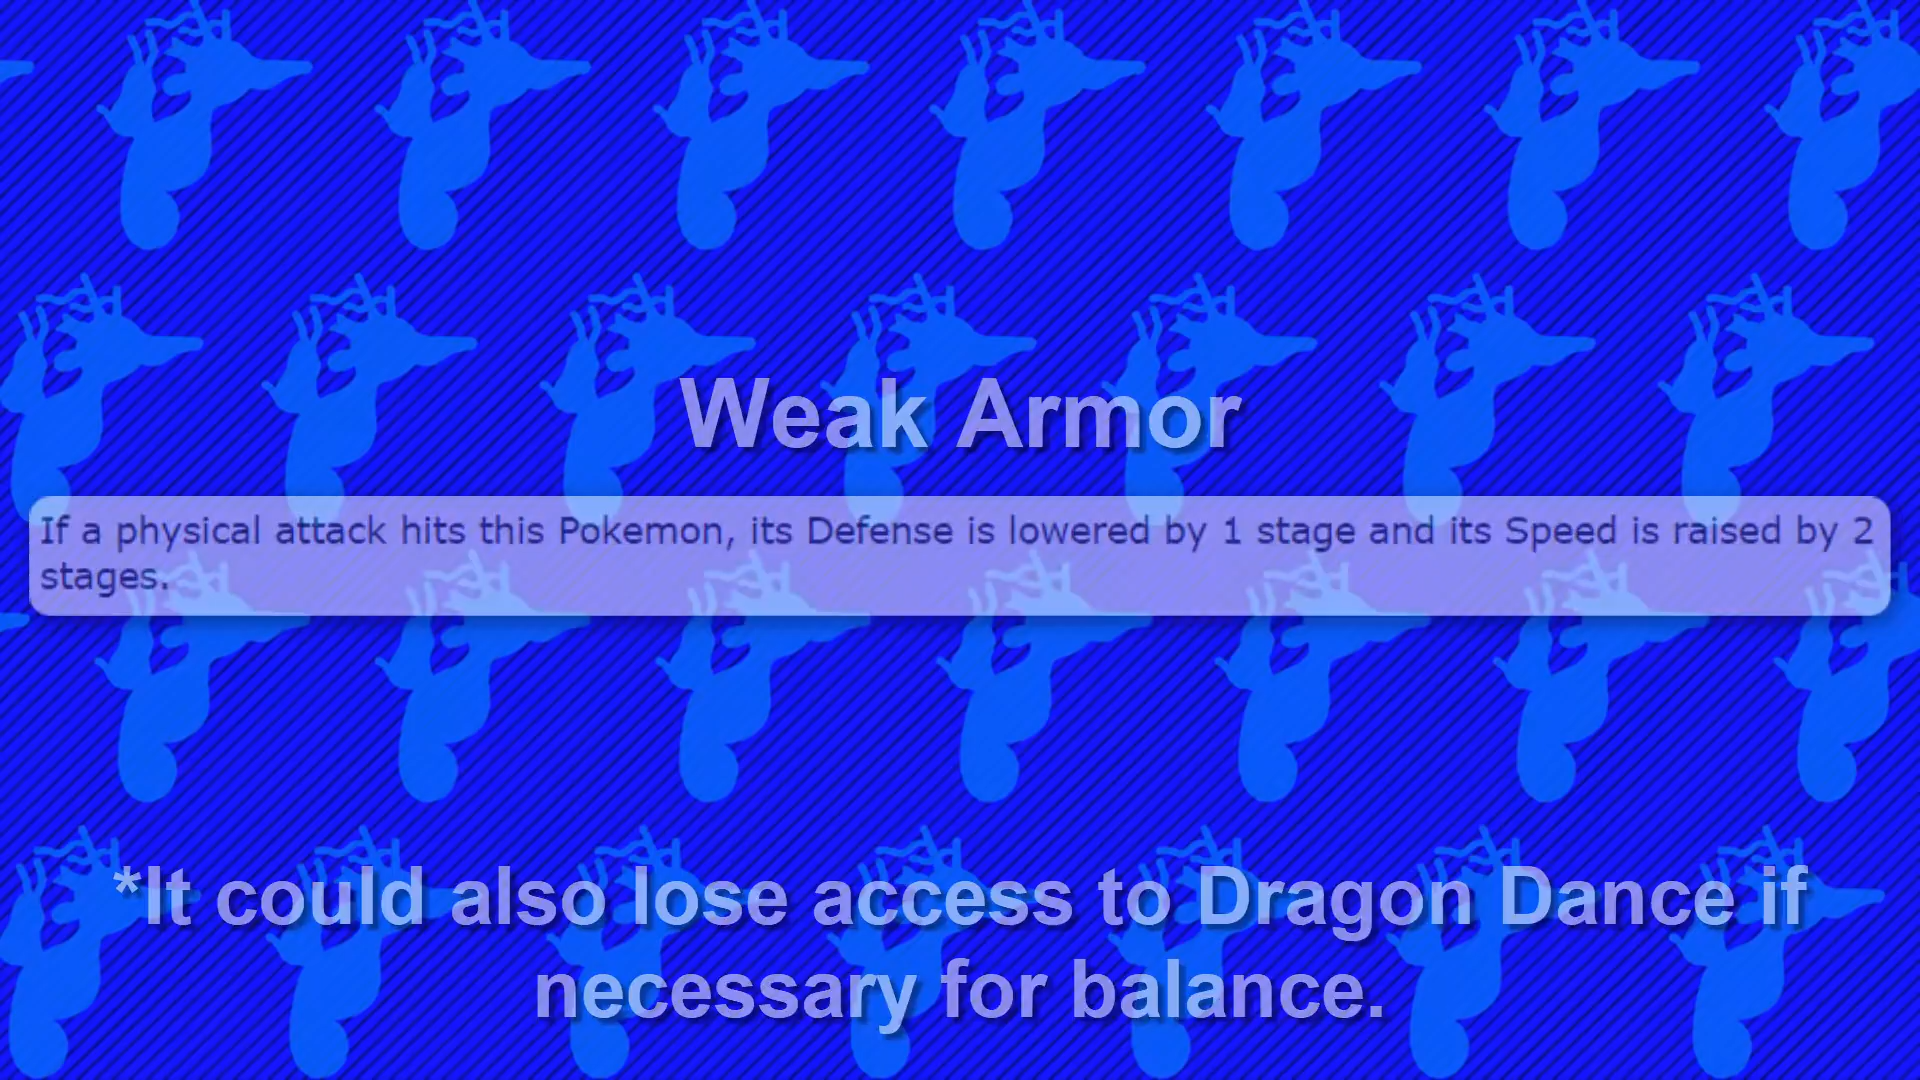 Weak Armor
If a physical attack hits this Pokemon, its Defense is lowered by 1 stage and its Speed is raised by 2
stages.
*It could also lose access to Dragon Dance if
necessary for balance.